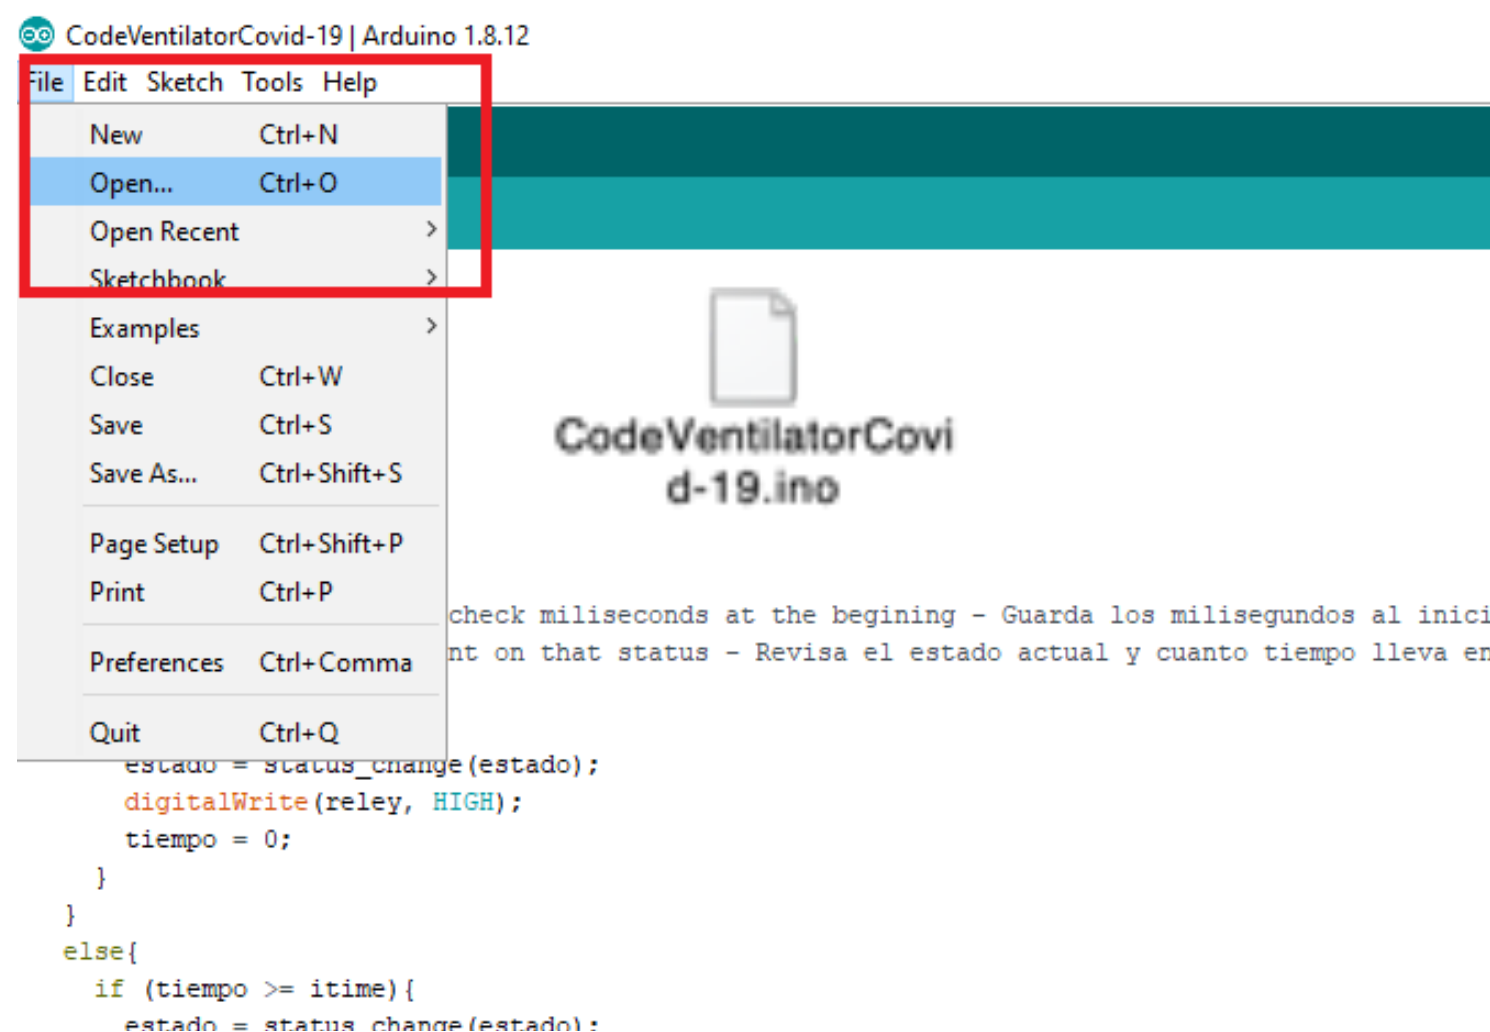 CodeVentilatorCovid-19 | Arduino 1.8.12
File Edit Sketch Tools Help
New Ctrl+N
Open... Ctrl+O
Open Recent
Sketchbook
Examples
Close Ctrl+W
Save Ctrl+S
Save As... Ctrl+Shift+S
Page Setup Ctrl+Shift+P
Print Ctrl+P
Preferences Ctrl+Comma
Quit Ctrl+Q
CodeVentilatorCovi
d-19.ino
check miliseconds at the begining - Guarda los milisegundos al inici
nt on that status - Revisa el estado actual y cuanto tiempo lleva en
estado = status_change(estado);
digitalWrite(reley, HIGH);
tiempo = 0;
}
}
else{
if (tiempo >= itime){
estado = status_change(estado);